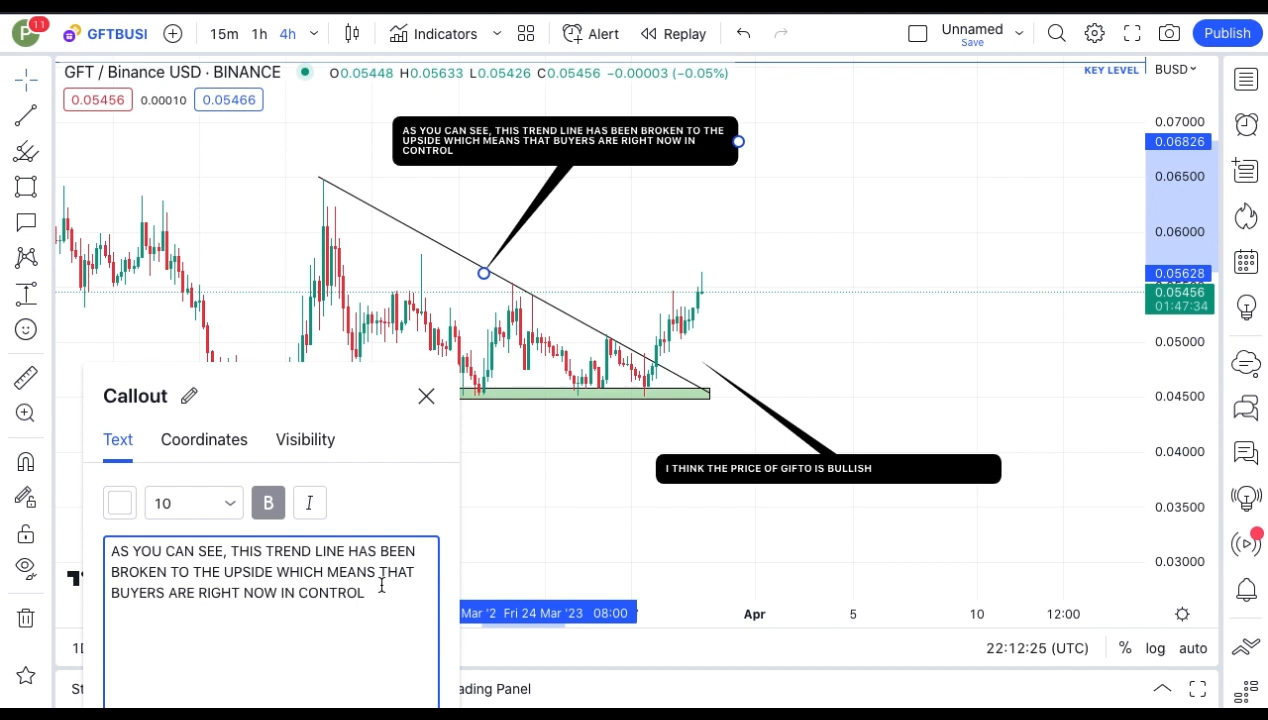 P
11
GFTBUSI
15m 1h 4h
Indicators
Alert
Replay
Unnamed
Save
Publish
GFT / Binance USD · BINANCE
O0.05448 H0.05633 L0.05426 C0.05456 −0.00003 (−0.05%)
KEY LEVEL
BUSD
0.05456
0.00010
0.05466
AS YOU CAN SEE, THIS TREND LINE HAS BEEN BROKEN TO THE
UPSIDE WHICH MEANS THAT BUYERS ARE RIGHT NOW IN
CONTROL
0.07000
0.06826
0.06500
0.06000
0.05628
0.05456
01:47:34
0.05000
0.04500
0.04000
0.03500
0.03000
I THINK THE PRICE OF GIFTO IS BULLISH
Callout
Text Coordinates Visibility
10
B
I
AS YOU CAN SEE, THIS TREND LINE HAS BEEN
BROKEN TO THE UPSIDE WHICH MEANS THAT
BUYERS ARE RIGHT NOW IN CONTROL
Mar '2
Fri 24 Mar '23 08:00
Apr
5
10
12:00
22:12:25 (UTC)
%
log
auto
ading Panel